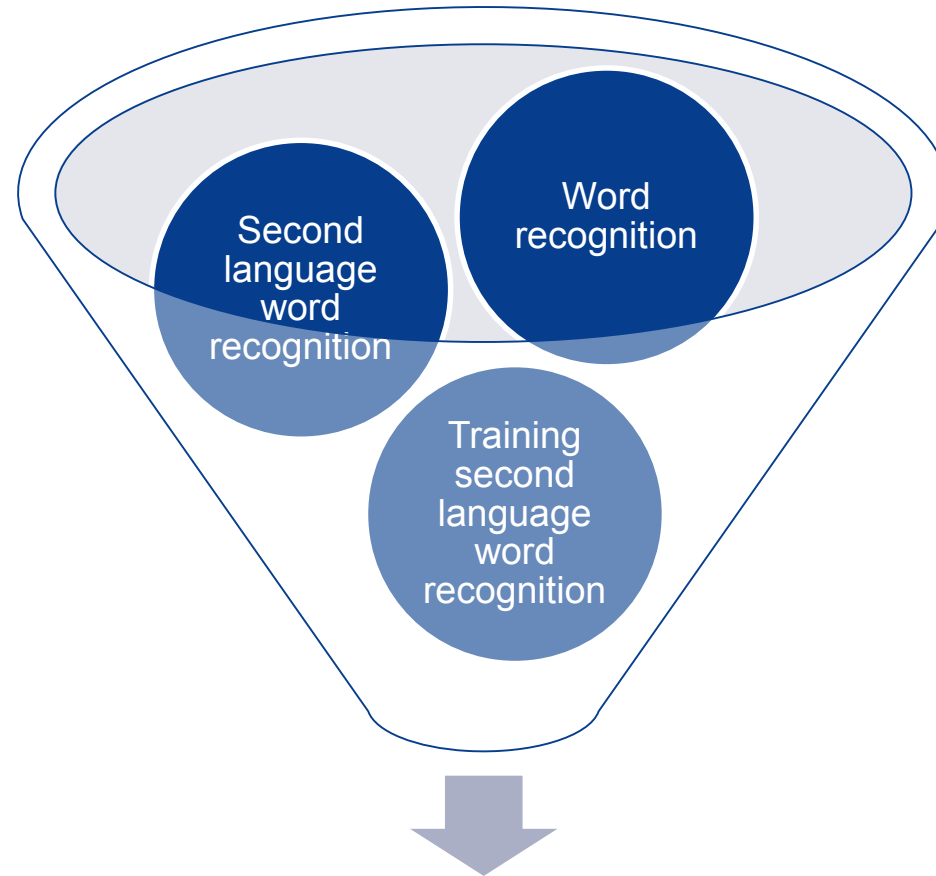 Word
recognition
Second
language
word
recognition
Training
second
language
word
recognition